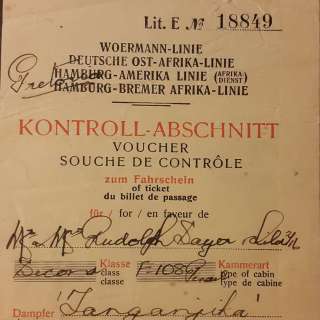 Lit. E № 18849
WOERMANN-LINIE
DEUTSCHE OST-AFRIKA-LINIE
HAMBURG-AMERIKA LINIE (AFRIKA DIENST)
HAMBURG-BREMER AFRIKA-LINIE
KONTROLL-ABSCHNITT
VOUCHER
SOUCHE DE CONTRÔLE
zum Fahrschein
of ticket
du billet de passage
für / for / en faveur de
Mr & Mrs Rudolph
Klasse Kammerart
class type of cabin
classe type de cabine
Dampfer "Tanganjika"